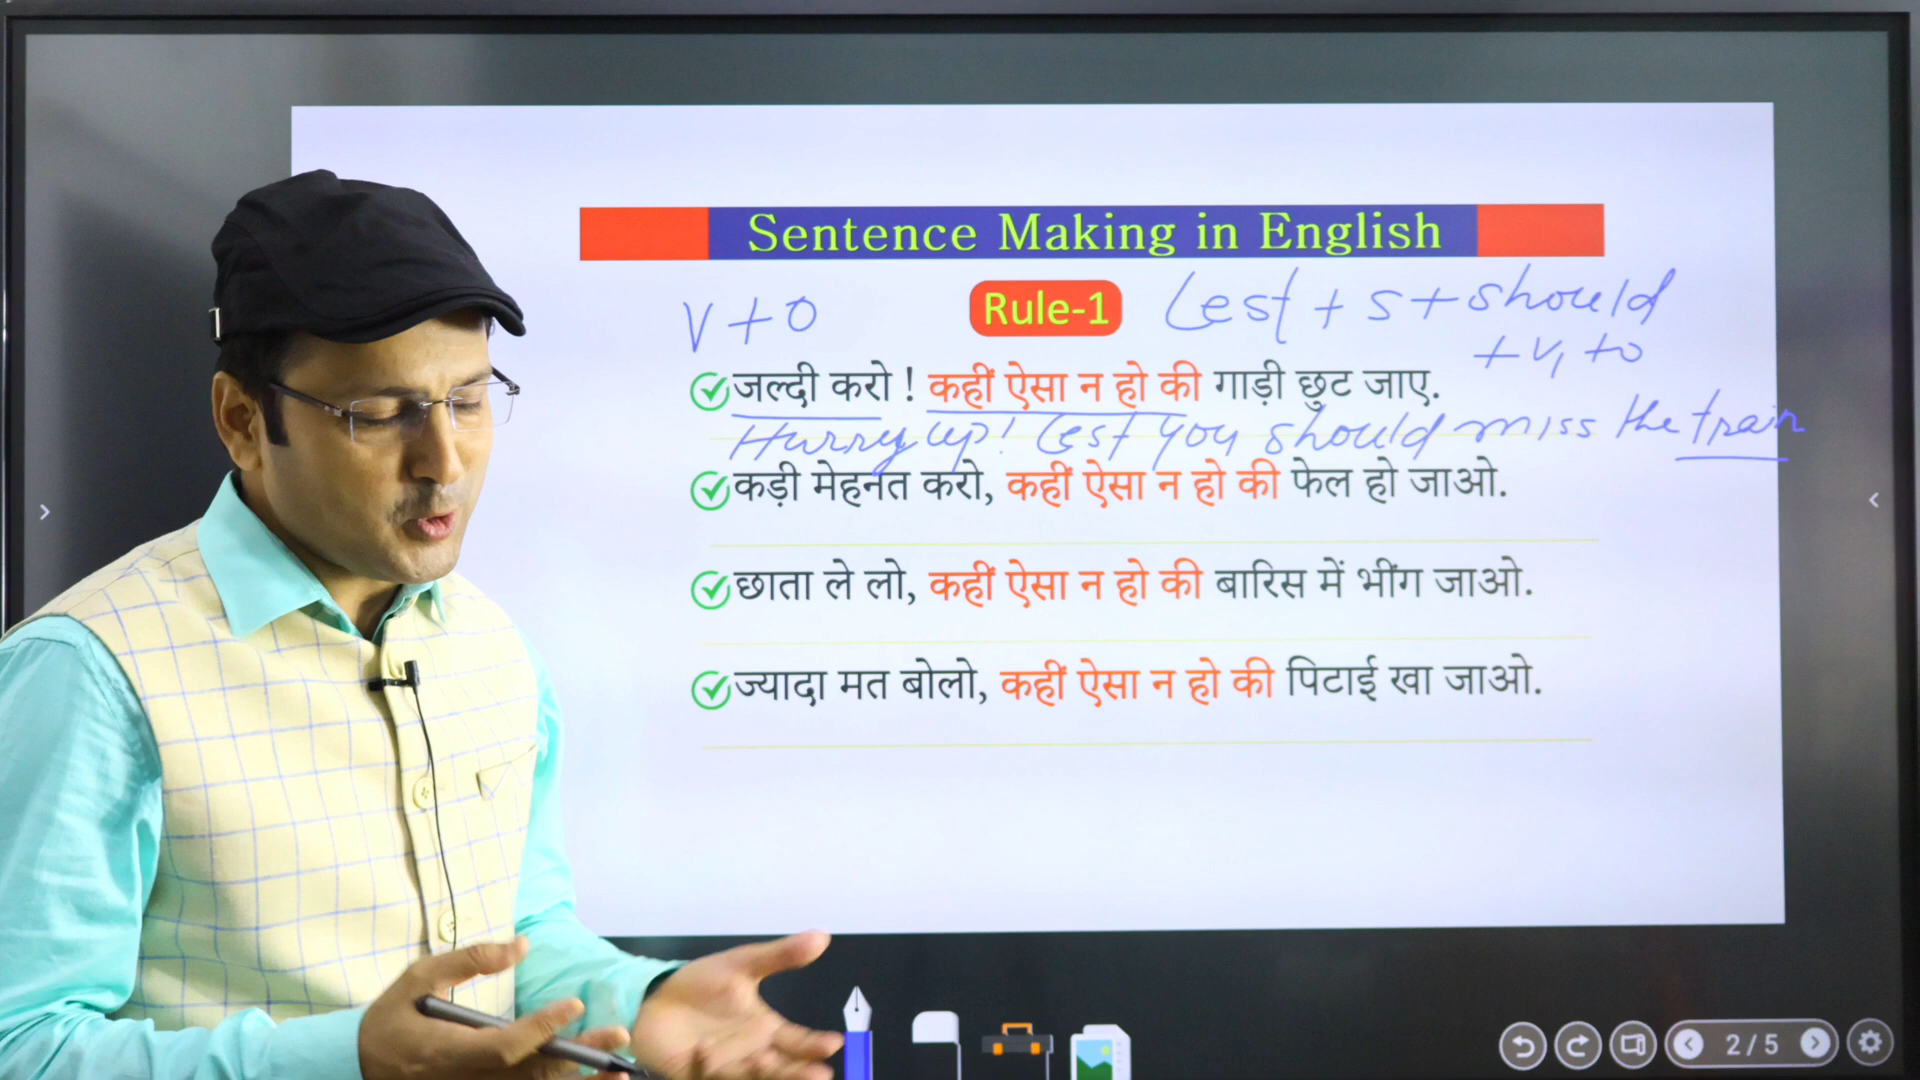 Sentence Making in English
V + O
Rule-1
Lest + S + should
+ V₁ + O
जल्दी करो ! कहीं ऐसा न हो की गाड़ी छुट जाए.
Hurry up! Lest you should miss the train
कड़ी मेहनत करो, कहीं ऐसा न हो की फेल हो जाओ.
छाता ले लो, कहीं ऐसा न हो की बारिस में भींग जाओ.
ज्यादा मत बोलो, कहीं ऐसा न हो की पिटाई खा जाओ.
2 / 5